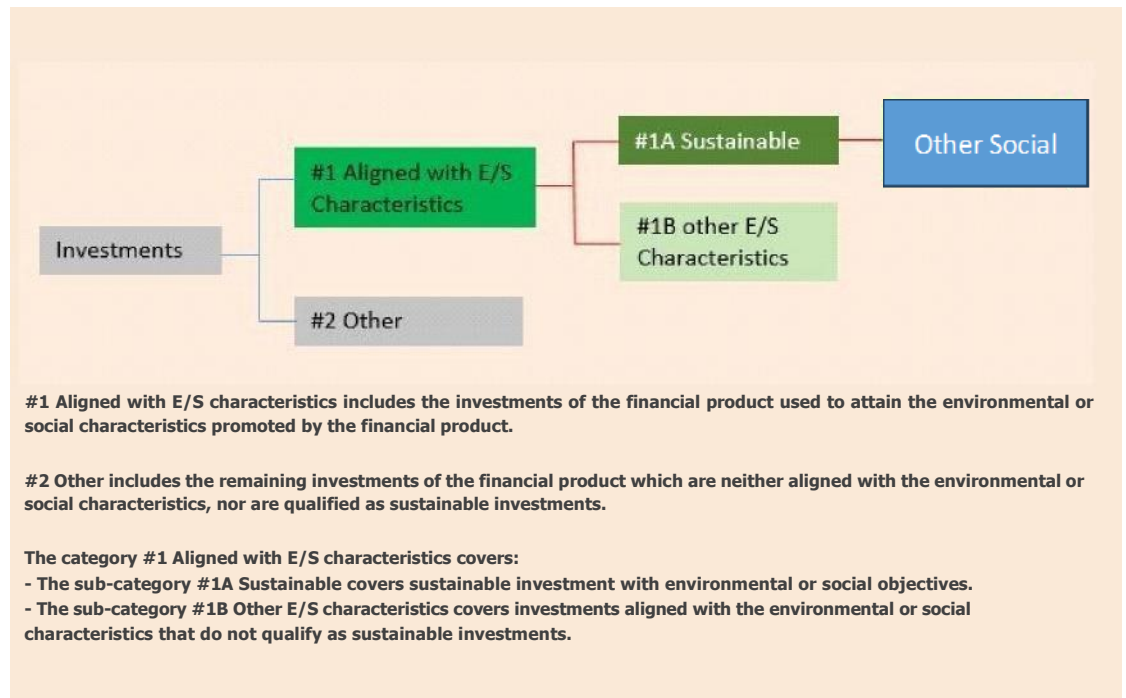 #1A Sustainable
Other Social
#1 Aligned with E/S
Characteristics
#1B other E/S
Characteristics
Investments
#2 Other
#1 Aligned with E/S characteristics includes the investments of the financial product used to attain the environmental or
social characteristics promoted by the financial product.
#2 Other includes the remaining investments of the financial product which are neither aligned with the environmental or
social characteristics, nor are qualified as sustainable investments.
The category #1 Aligned with E/S characteristics covers:
- The sub-category #1A Sustainable covers sustainable investment with environmental or social objectives.
- The sub-category #1B Other E/S characteristics covers investments aligned with the environmental or social
characteristics that do not qualify as sustainable investments.